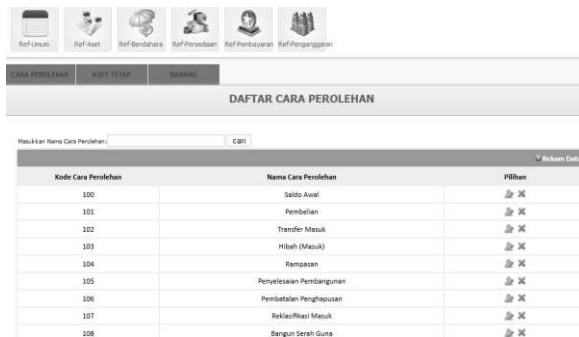 Ref-Umum Ref-Aset Ref-Bendahara Ref-Persediaan Ref-Pembayaran Ref-Penganggaran
CARA PEROLEHAN ASET TETAP BARANG
DAFTAR CARA PEROLEHAN
Masukkan Nama Cara Perolehan: cari
Rekam Data
Kode Cara Perolehan Nama Cara Perolehan Pilihan
100 Saldo Awal
101 Pembelian
102 Transfer Masuk
103 Hibah (Masuk)
104 Rampasan
105 Penyelesaian Pembangunan
106 Pembatalan Penghapusan
107 Reklasifikasi Masuk
108 Bangun Serah Guna